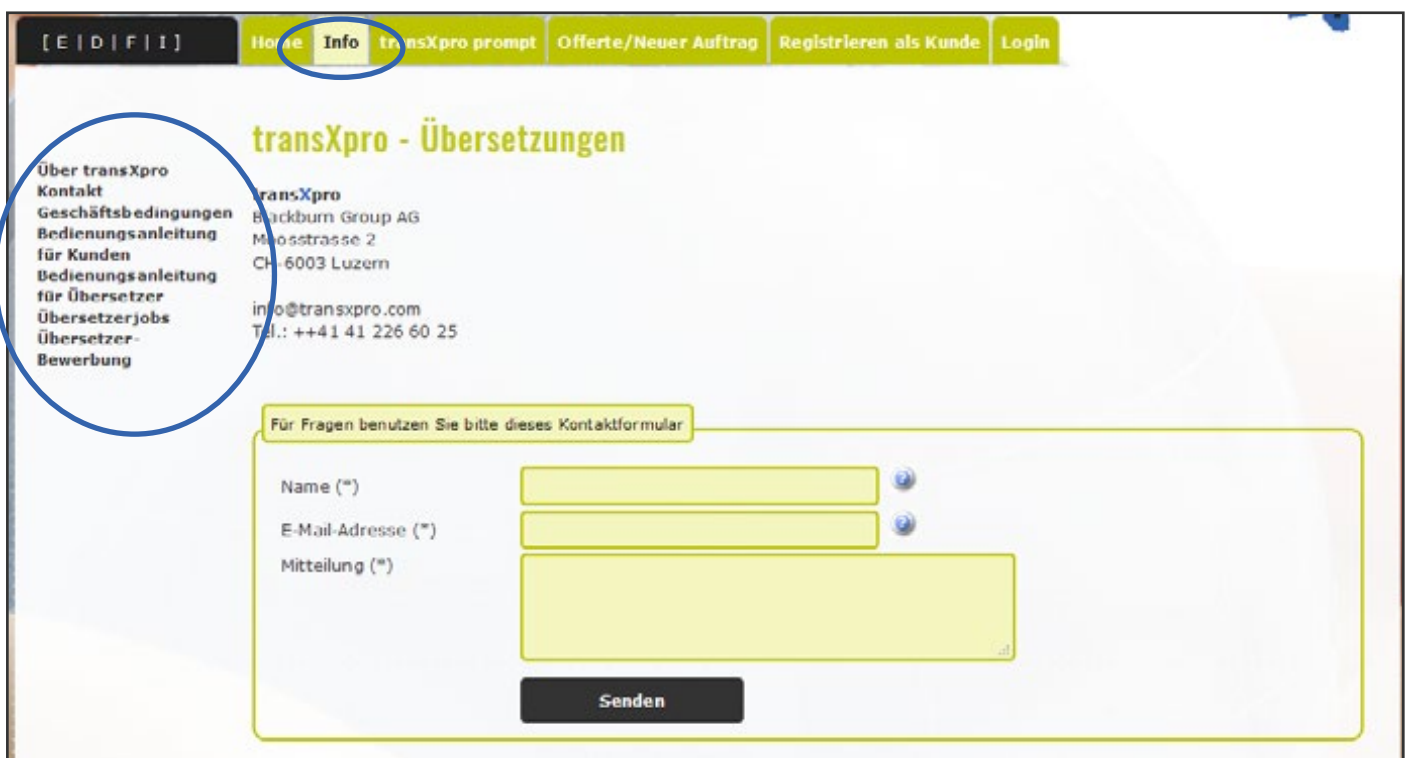 [ E | D | F | I ]
Home Info transXpro prompt Offerte/Neuer Auftrag Registrieren als Kunde Login
transXpro - Übersetzungen
Über transXpro
Kontakt
Geschäftsbedingungen
Bedienungsanleitung
für Kunden
Bedienungsanleitung
für Übersetzer
Übersetzerjobs
Übersetzer-
Bewerbung
transXpro
Blackburn Group AG
Moosstrasse 2
CH-6003 Luzern
info@transxpro.com
Tel.: ++41 41 226 60 25
Für Fragen benutzen Sie bitte dieses Kontaktformular
Name (*)
E-Mail-Adresse (*)
Mitteilung (*)
Senden